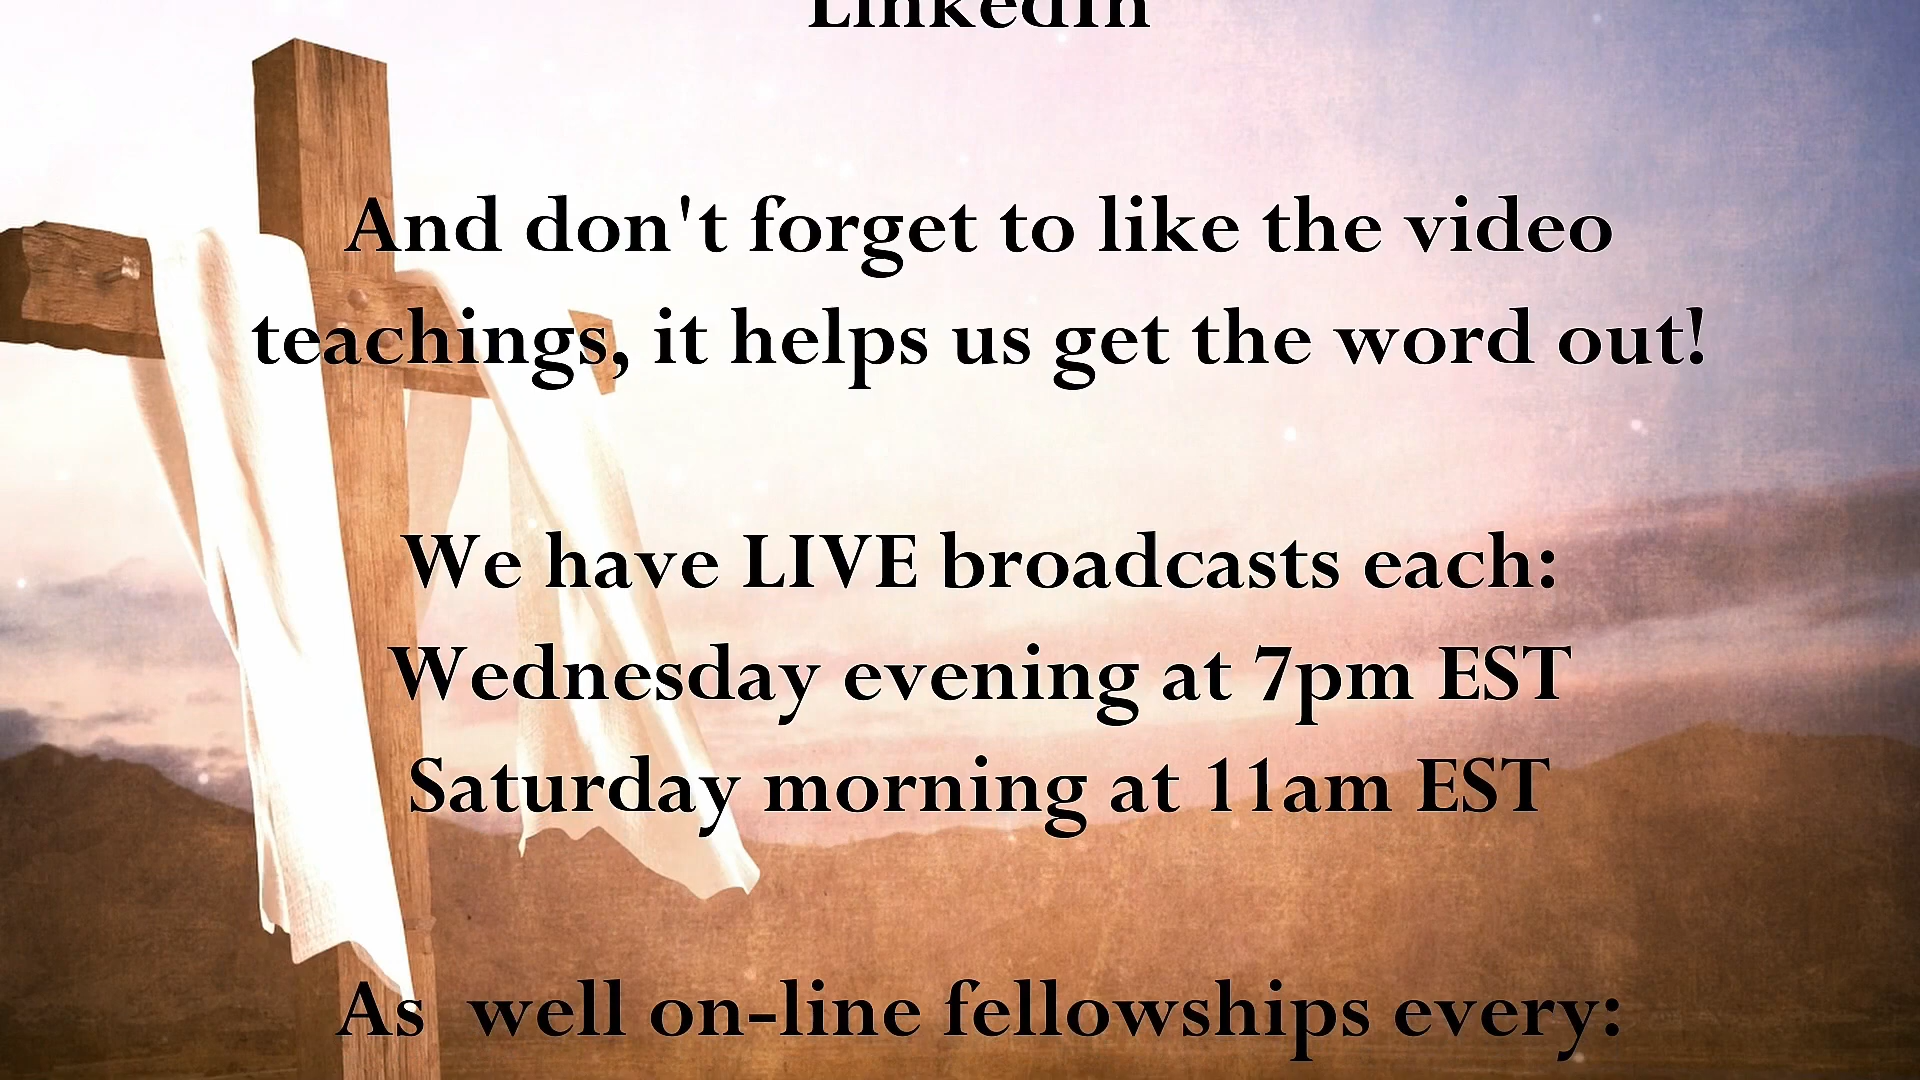 LinkedIn
And don't forget to like the video
teachings, it helps us get the word out!
We have LIVE broadcasts each:
Wednesday evening at 7pm EST
Saturday morning at 11am EST
As  well on-line fellowships every: